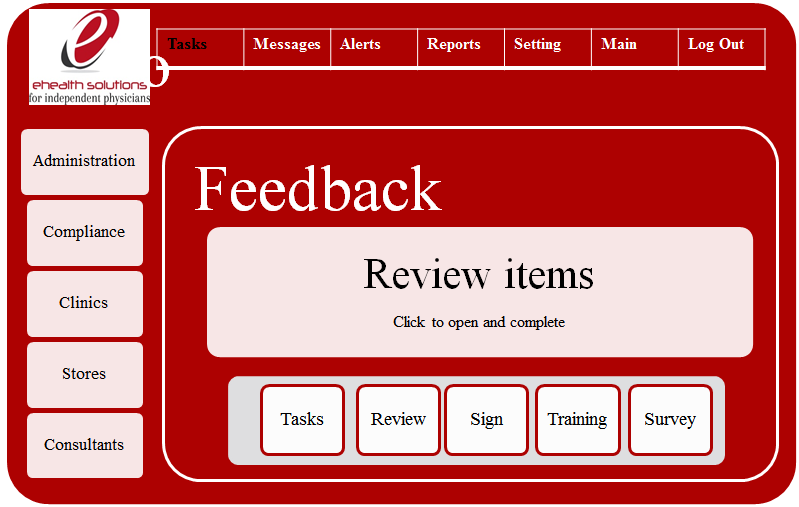 Tasks Messages Alerts Reports Setting Main Log Out
o
ehealth solutions
for independent physicians
Administration
Compliance
Clinics
Stores
Consultants
Feedback
Review items
Click to open and complete
Tasks Review Sign Training Survey